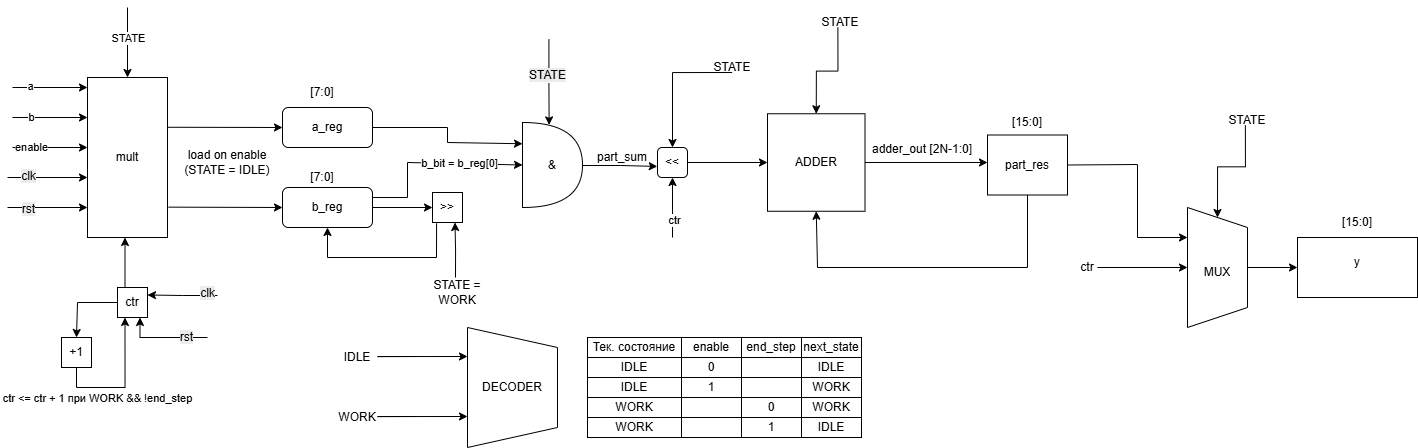 STATE
a
b
enable
clk
rst
mult
load on enable
(STATE = IDLE)
[7:0]
a_reg
[7:0]
b_reg
b_bit = b_reg[0]
>>
STATE =
WORK
STATE
&
part_sum
STATE
<<
ctr
STATE
ADDER
adder_out [2N-1:0]
[15:0]
part_res
STATE
ctr
MUX
[15:0]
y
ctr
clk
rst
+1
ctr <= ctr + 1 при WORK && !end_step
IDLE
WORK
DECODER
Тек. состояние enable end_step next_state
IDLE 0 IDLE
IDLE 1 WORK
WORK 0 WORK
WORK 1 IDLE